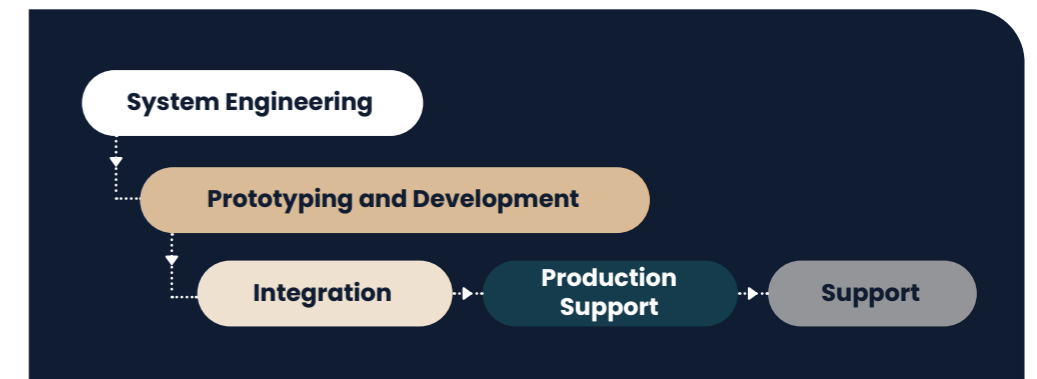 System Engineering
Prototyping and Development
Integration
Production
Support
Support